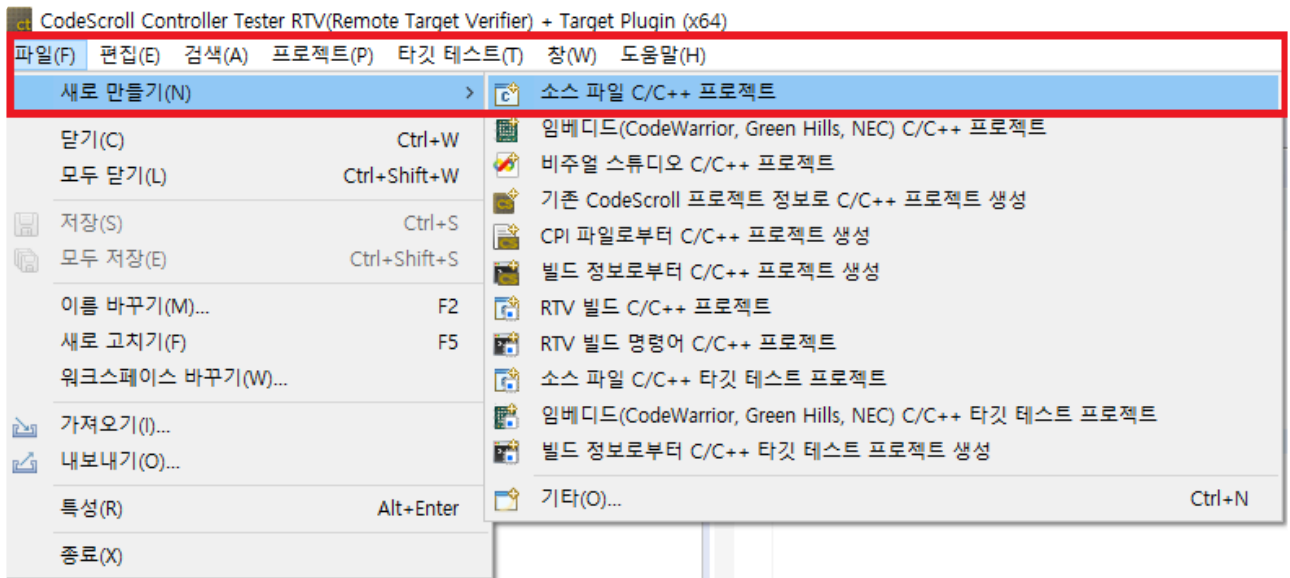 ct CodeScroll Controller Tester RTV(Remote Target Verifier) + Target Plugin (x64)
파일(F) 편집(E) 검색(A) 프로젝트(P) 타깃 테스트(T) 창(W) 도움말(H)
새로 만들기(N) >
닫기(C) Ctrl+W
모두 닫기(L) Ctrl+Shift+W
저장(S) Ctrl+S
모두 저장(E) Ctrl+Shift+S
이름 바꾸기(M)... F2
새로 고치기(F) F5
워크스페이스 바꾸기(W)...
가져오기(I)...
내보내기(O)...
특성(R) Alt+Enter
종료(X)
소스 파일 C/C++ 프로젝트
임베디드(CodeWarrior, Green Hills, NEC) C/C++ 프로젝트
비주얼 스튜디오 C/C++ 프로젝트
기존 CodeScroll 프로젝트 정보로 C/C++ 프로젝트 생성
CPI 파일로부터 C/C++ 프로젝트 생성
빌드 정보로부터 C/C++ 프로젝트 생성
RTV 빌드 C/C++ 프로젝트
RTV 빌드 명령어 C/C++ 프로젝트
소스 파일 C/C++ 타깃 테스트 프로젝트
임베디드(CodeWarrior, Green Hills, NEC) C/C++ 타깃 테스트 프로젝트
빌드 정보로부터 C/C++ 타깃 테스트 프로젝트 생성
기타(O)... Ctrl+N